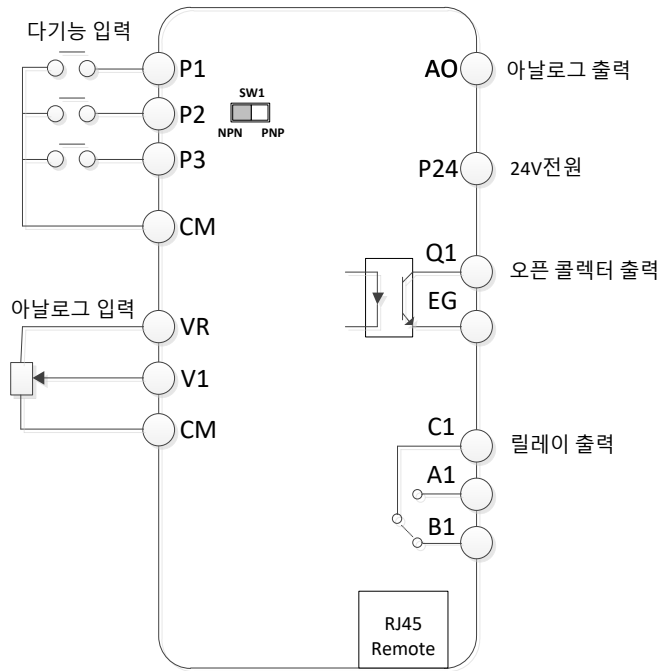 다기능 입력
P1
P2
P3
CM
SW1
NPN PNP
아날로그 입력
VR
V1
CM
AO
아날로그 출력
P24
24V전원
Q1
오픈 콜렉터 출력
EG
C1
릴레이 출력
A1
B1
RJ45
Remote